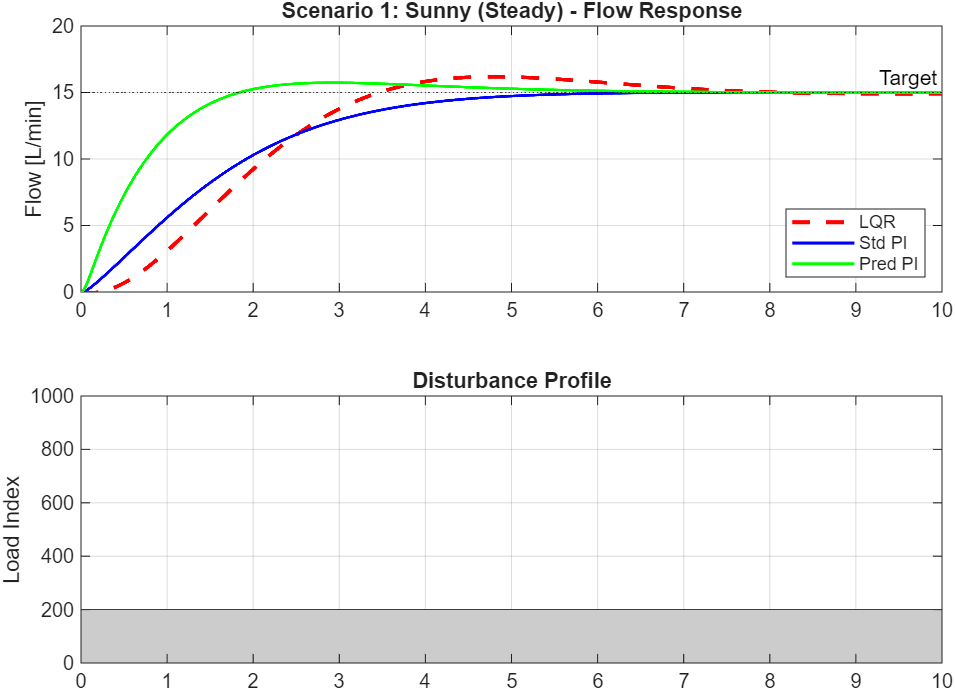 Scenario 1: Sunny (Steady) - Flow Response
20
15
10
5
0
Flow [L/min]
Target
LQR
Std PI
Pred PI
0 1 2 3 4 5 6 7 8 9 10
Disturbance Profile
1000
800
600
400
200
0
Load Index
0 1 2 3 4 5 6 7 8 9 10